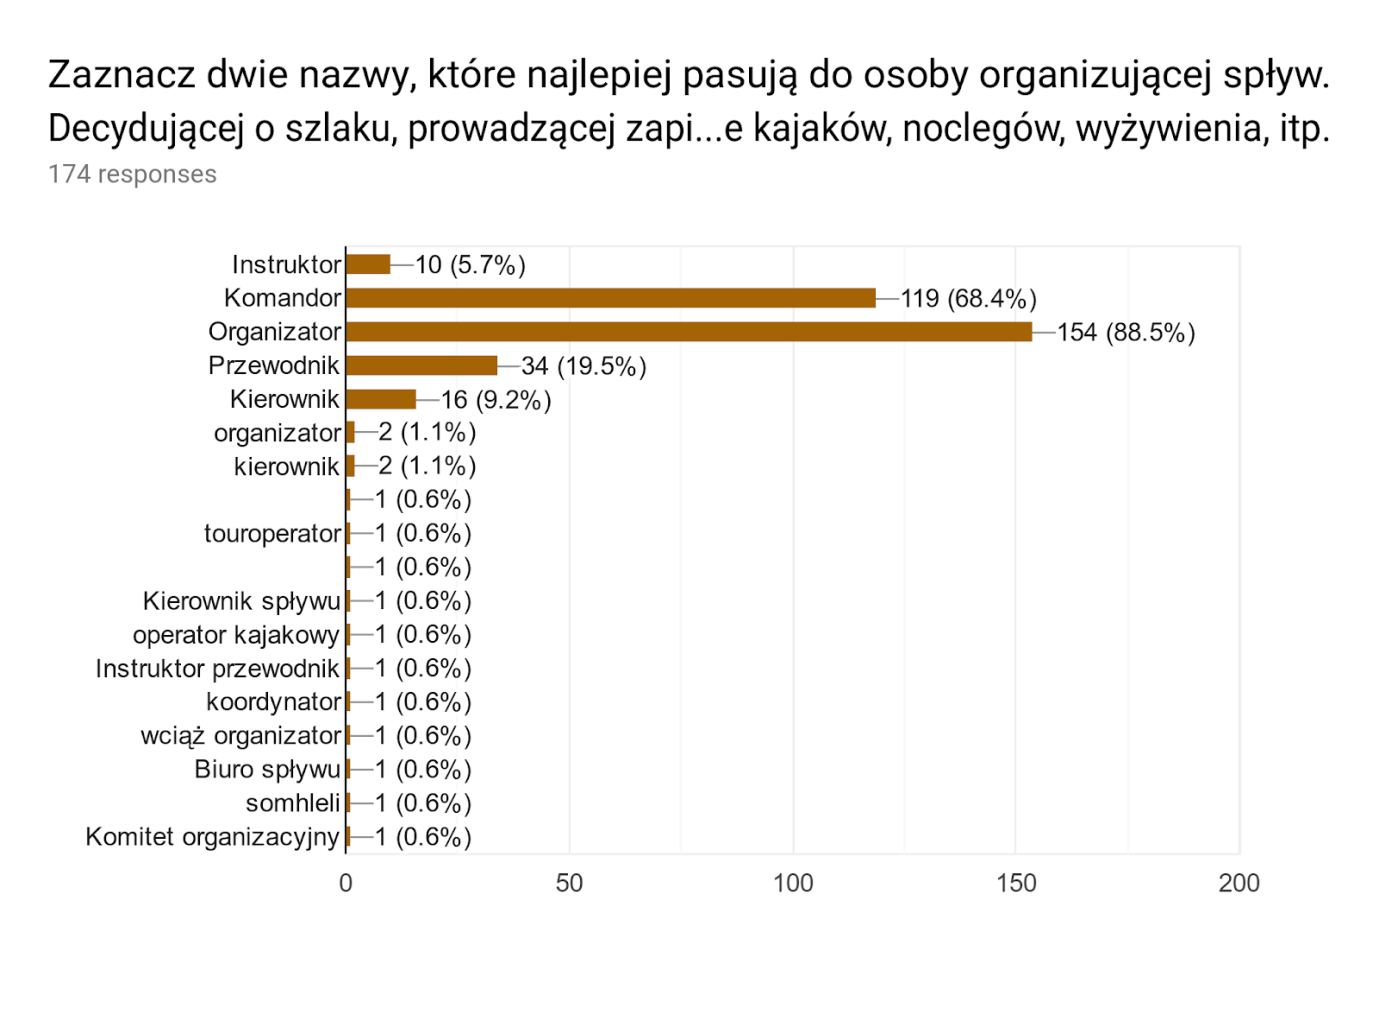 Zaznacz dwie nazwy, które najlepiej pasują do osoby organizującej spływ.
Decydującej o szlaku, prowadzącej zapi...e kajaków, noclegów, wyżywienia, itp.
174 responses
Instruktor 10 (5.7%)
Komandor 119 (68.4%)
Organizator 154 (88.5%)
Przewodnik 34 (19.5%)
Kierownik 16 (9.2%)
organizator 2 (1.1%)
kierownik 2 (1.1%)
1 (0.6%)
touroperator 1 (0.6%)
1 (0.6%)
Kierownik spływu 1 (0.6%)
operator kajakowy 1 (0.6%)
Instruktor przewodnik 1 (0.6%)
koordynator 1 (0.6%)
wciąż organizator 1 (0.6%)
Biuro spływu 1 (0.6%)
somhleli 1 (0.6%)
Komitet organizacyjny 1 (0.6%)
0 50 100 150 200